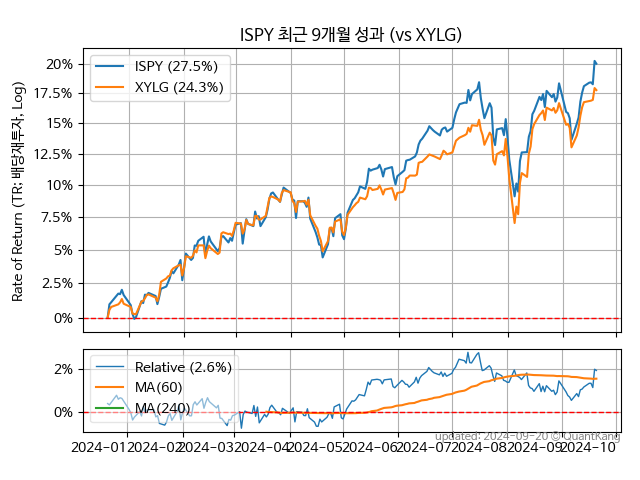 ISPY 최근 9개월 성과 (vs XYLG)
Rate of Return (TR: 배당재투자, Log)
20%
17.5%
15%
12.5%
10%
7.5%
5%
2.5%
0%
ISPY (27.5%)
XYLG (24.3%)
2%
0%
Relative (2.6%)
MA(60)
MA(240)
2024-01
2024-02
2024-03
2024-04
2024-05
2024-06
2024-07
2024-08
2024-09
2024-10
updated: 2024-09-20 © QuantKang